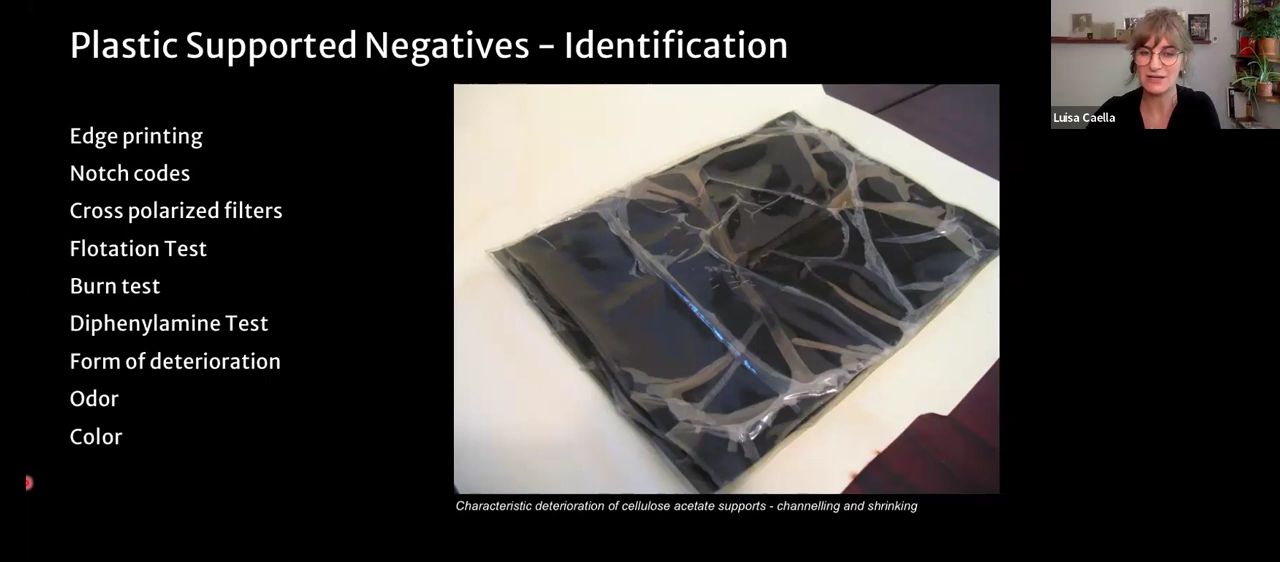 Plastic Supported Negatives - Identification
Luisa Caella
Edge printing
Notch codes
Cross polarized filters
Flotation Test
Burn test
Diphenylamine Test
Form of deterioration
Odor
Color
Characteristic deterioration of cellulose acetate supports - channelling and shrinking